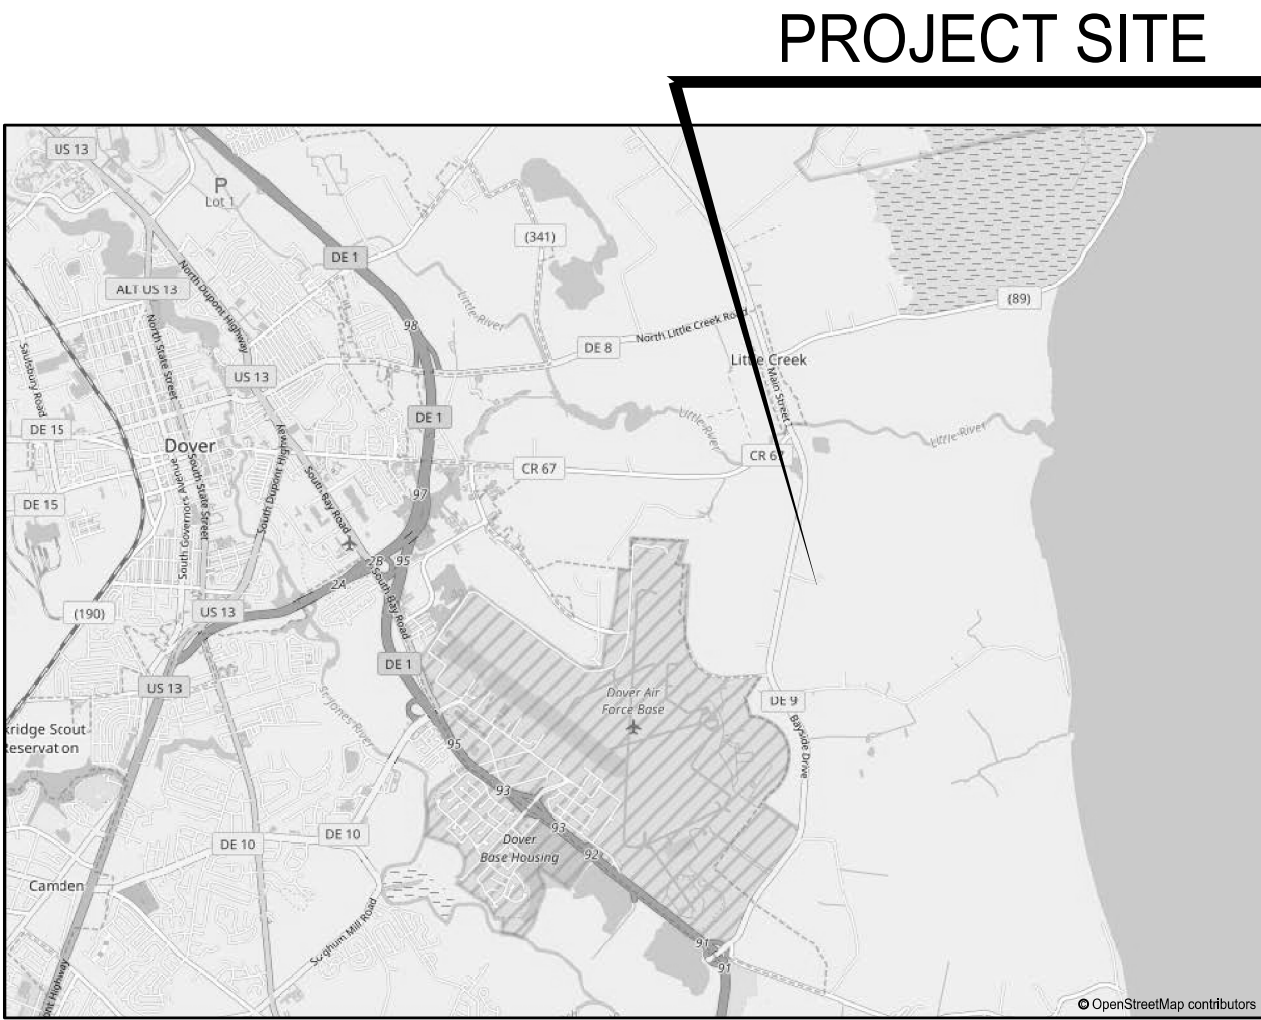 PROJECT SITE
US 13
P
Lot 1
(341)
DE 1
ALT US 13
North Dupont Highway
Little River
(89)
98
North Little Creek Road
DE 8
North State Street
Saulsbury Road
Little Creek
US 13
Main Street
DE 1
DE 15
Dover
South Dupont Highway
Little River
Little River
CR 67
CR 67
South Governors Avenue
South State Street
South Bay Road
DE 15
97
2B
95
2A
South Bay Road
(190)
US 13
DE 1
US 13
St Jones River
Dover Air
Force Base
DE 9
Bayside Drive
kridge Scout
Reservat on
95
93
93
92
DE 10
DE 10
Dover
Base Housing
Camden
Sorghum Mill Road
91
91
ont Highway
© OpenStreetMap contributors